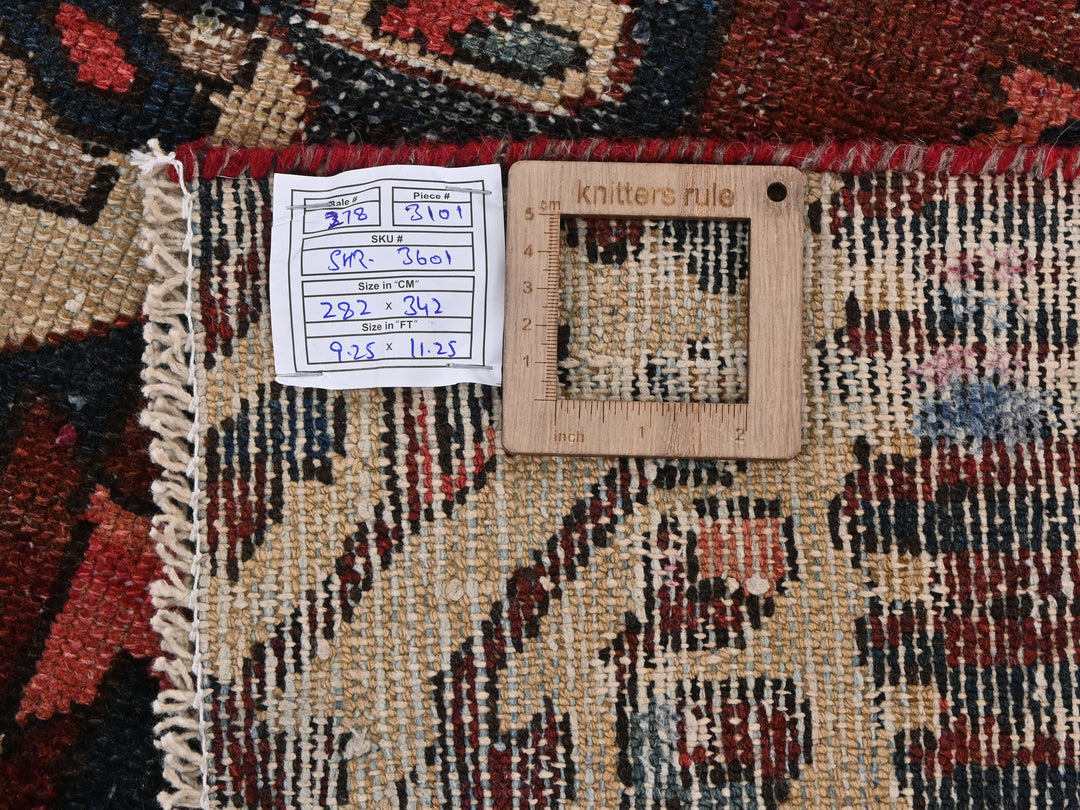 Bale # Piece #
378 3101
SKU #
SHR- 3601
Size in "CM"
282 x 342
Size in "FT"
9.25 x 11.25
knitters rule
5 cm
4
3
2
1
inch 1 2